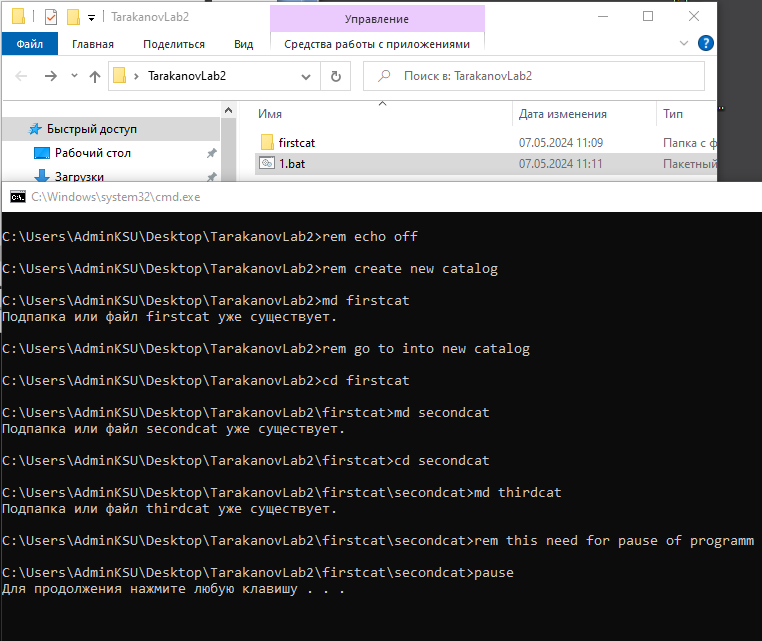 TarakanovLab2
Управление
Файл
Главная
Поделиться
Вид
Средства работы с приложениями
TarakanovLab2
Поиск в: TarakanovLab2
Имя
Дата изменения
Тип
Быстрый доступ
Рабочий стол
Загрузки
firstcat
07.05.2024 11:09
Папка с ф
1.bat
07.05.2024 11:11
Пакетный
C:\Windows\system32\cmd.exe
C:\Users\AdminKSU\Desktop\TarakanovLab2>rem echo off
C:\Users\AdminKSU\Desktop\TarakanovLab2>rem create new catalog
C:\Users\AdminKSU\Desktop\TarakanovLab2>md firstcat
Подпапка или файл firstcat уже существует.
C:\Users\AdminKSU\Desktop\TarakanovLab2>rem go to into new catalog
C:\Users\AdminKSU\Desktop\TarakanovLab2>cd firstcat
C:\Users\AdminKSU\Desktop\TarakanovLab2\firstcat>md secondcat
Подпапка или файл secondcat уже существует.
C:\Users\AdminKSU\Desktop\TarakanovLab2\firstcat>cd secondcat
C:\Users\AdminKSU\Desktop\TarakanovLab2\firstcat\secondcat>md thirdcat
Подпапка или файл thirdcat уже существует.
C:\Users\AdminKSU\Desktop\TarakanovLab2\firstcat\secondcat>rem this need for pause of programm
C:\Users\AdminKSU\Desktop\TarakanovLab2\firstcat\secondcat>pause
Для продолжения нажмите любую клавишу . . .